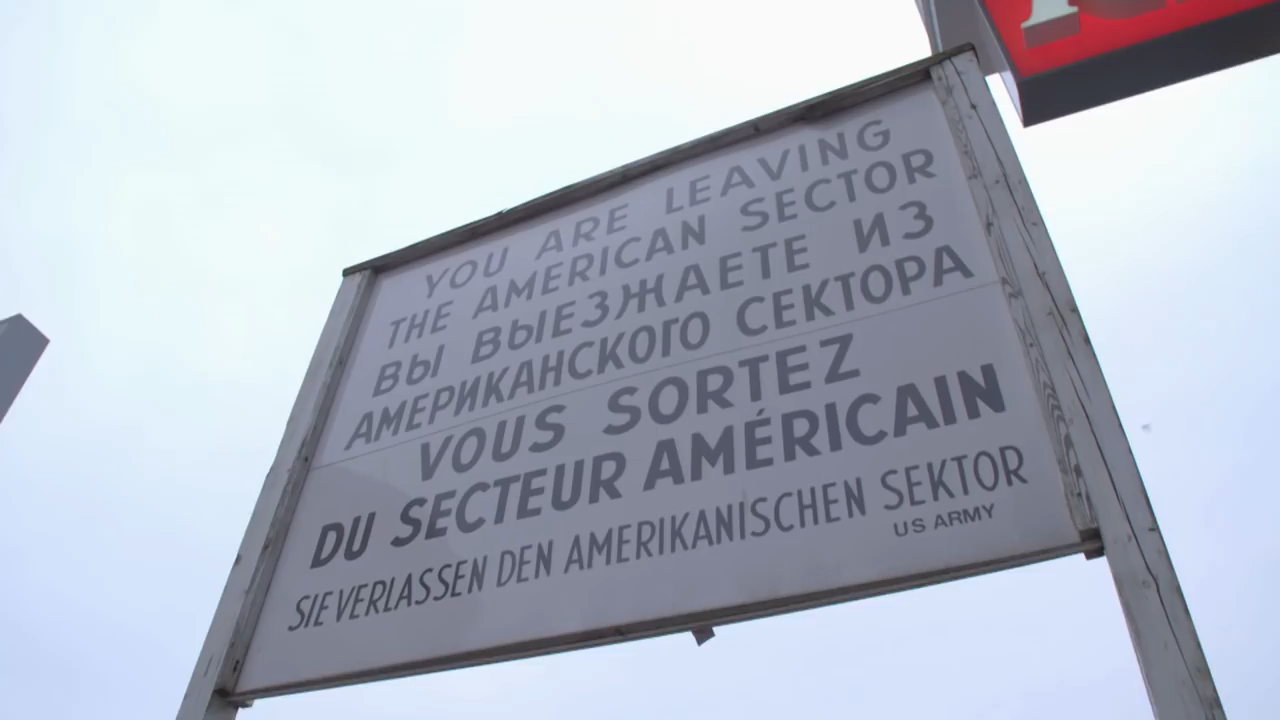 YOU ARE LEAVING
THE AMERICAN SECTOR
ВЫ ВЫЕЗЖАЕТЕ ИЗ
АМЕРИКАНСКОГО СЕКТОРА
VOUS SORTEZ
DU SECTEUR AMÉRICAIN
SIE VERLASSEN DEN AMERIKANISCHEN SEKTOR
US ARMY